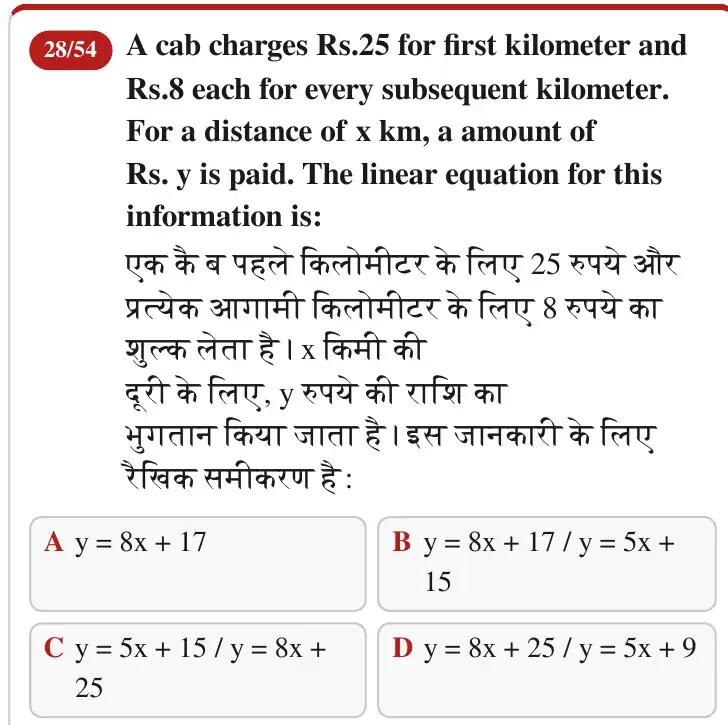 28/54 A cab charges Rs.25 for first kilometer and
Rs.8 each for every subsequent kilometer.
For a distance of x km, a amount of
Rs. y is paid. The linear equation for this
information is:
एक कै ब पहले किलोमीटर के लिए 25 रुपये और
प्रत्येक आगामी किलोमीटर के लिए 8 रुपये का
शुल्क लेता है। x किमी की
दूरी के लिए, y रुपये की राशि का
भुगतान किया जाता है। इस जानकारी के लिए
रैखिक समीकरण है:
A y = 8x + 17
B y = 8x + 17 / y = 5x +
15
C y = 5x + 15 / y = 8x +
25
D y = 8x + 25 / y = 5x + 9